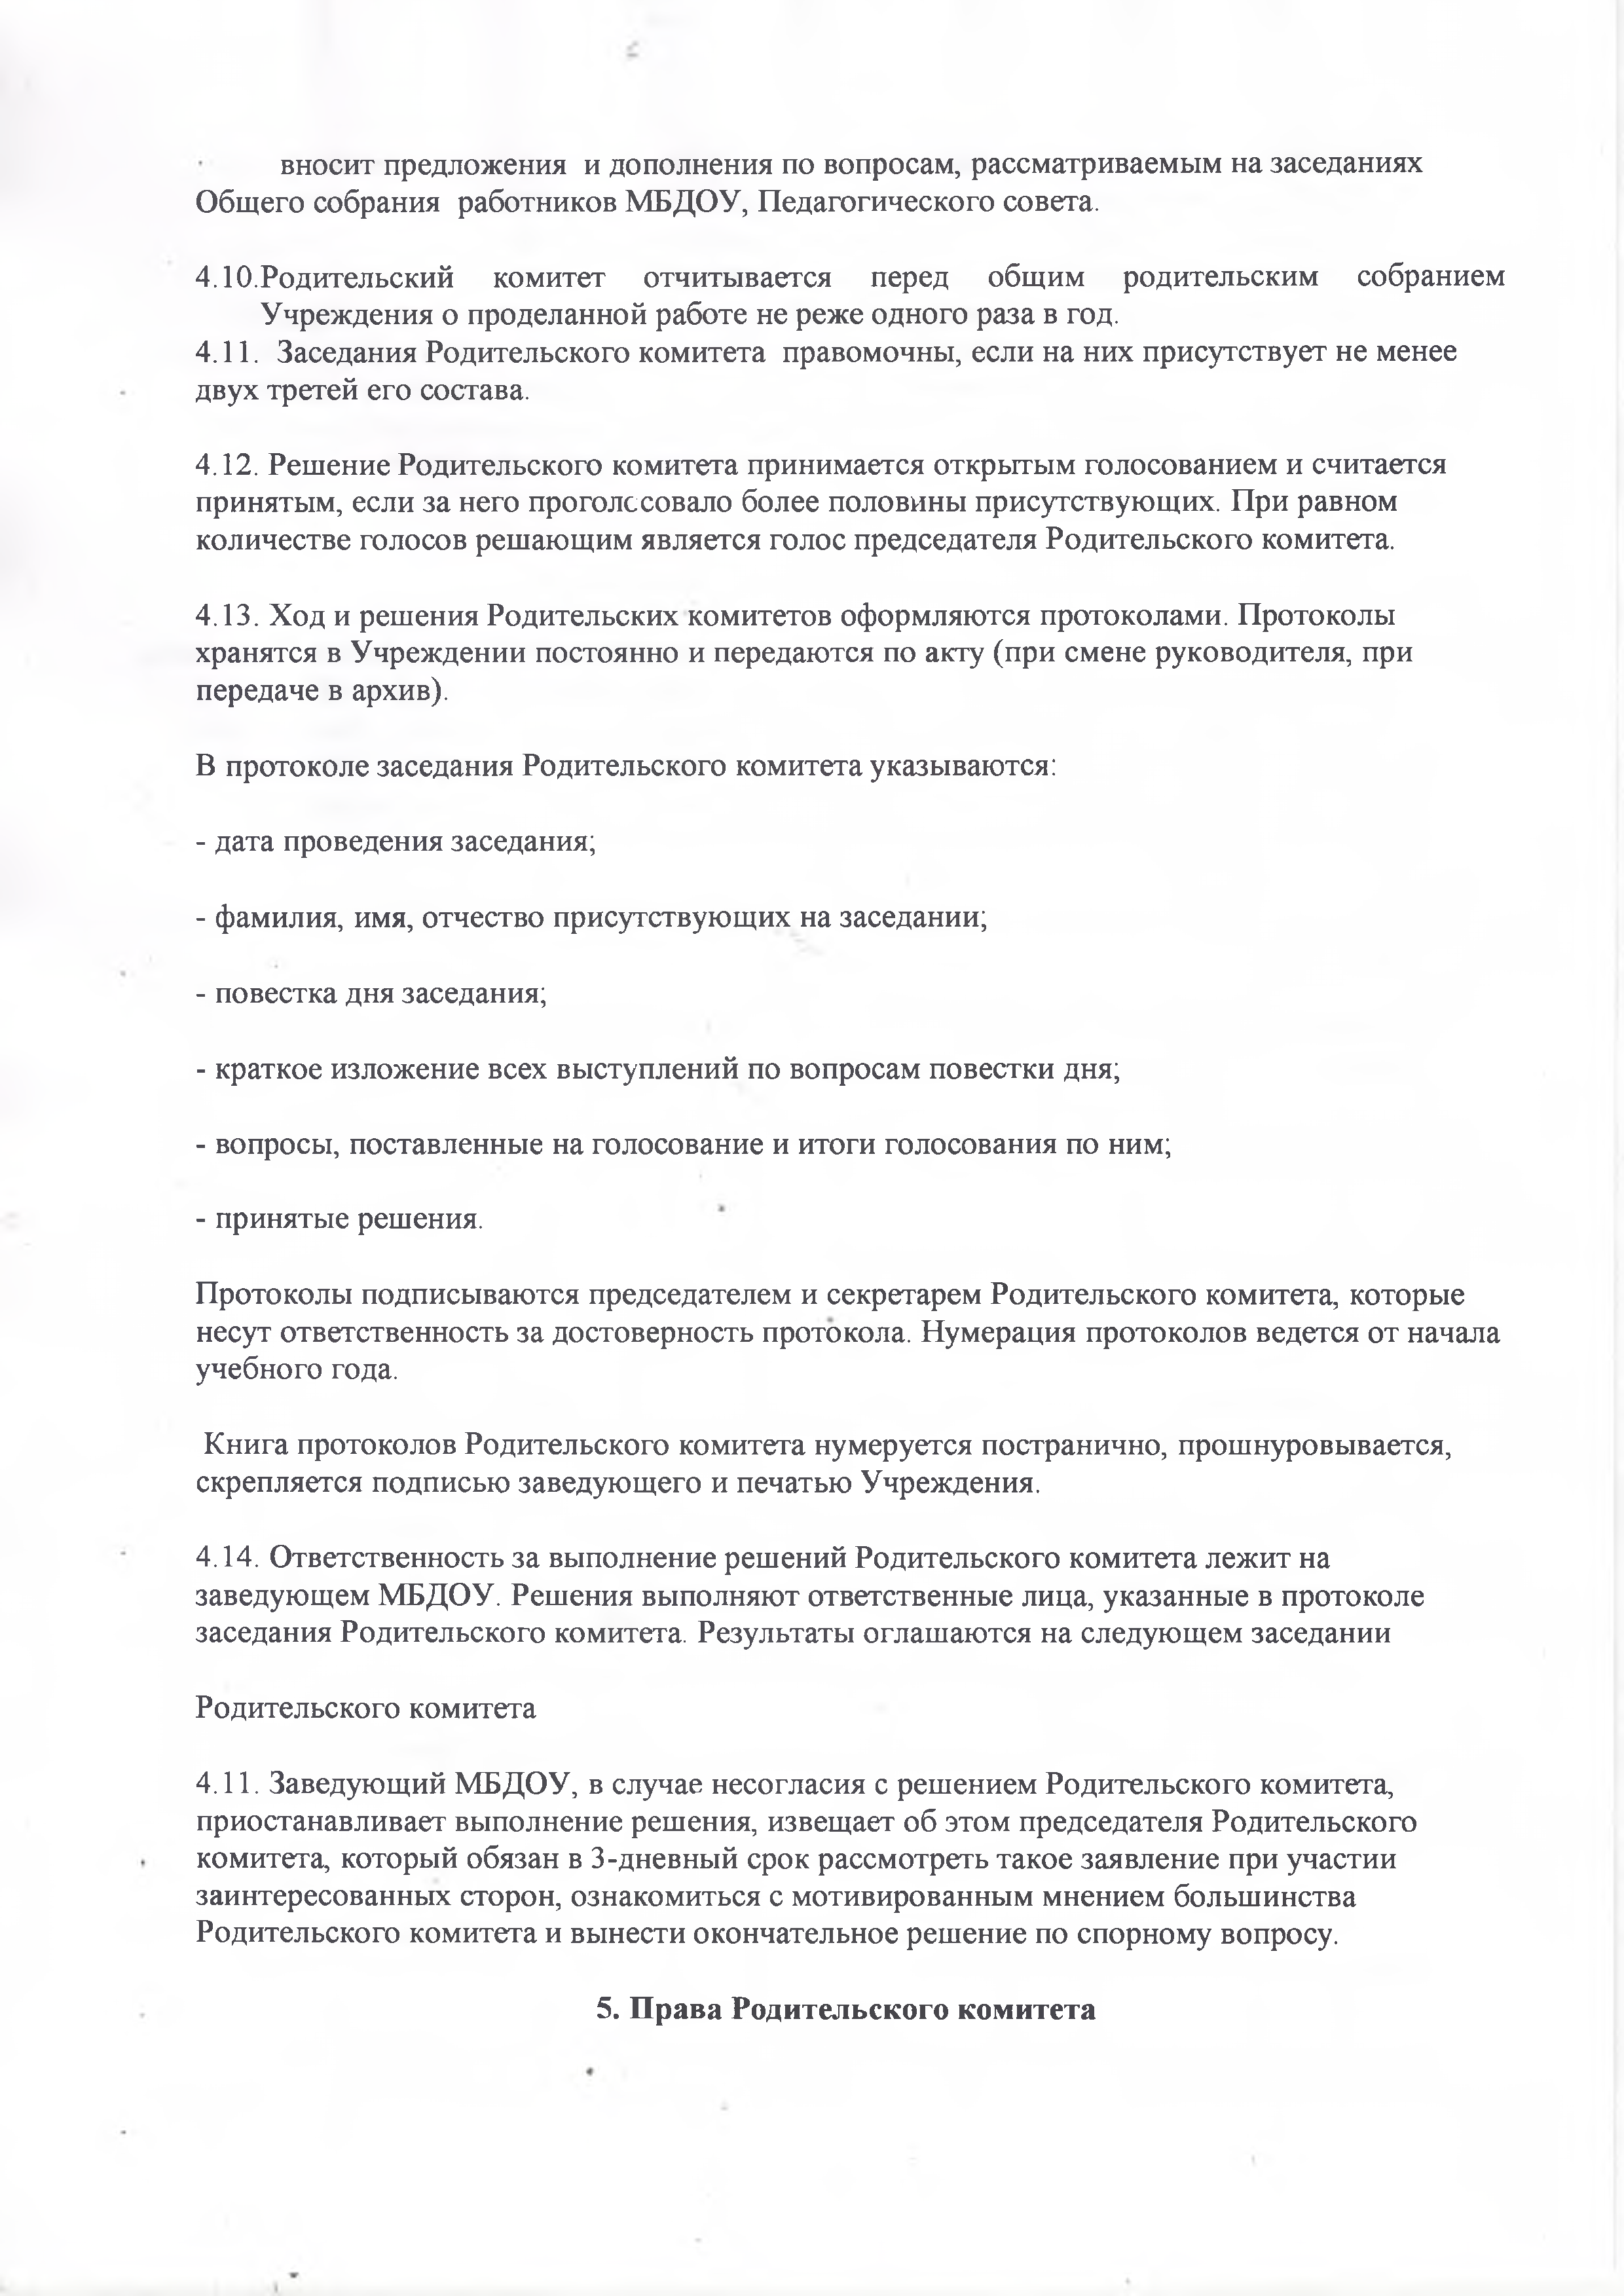 вносит предложения и дополнения по вопросам, рассматриваемым на заседаниях
Общего собрания работников МБДОУ, Педагогического совета.
4.10.Родительский комитет отчитывается перед общим родительским собранием
Учреждения о проделанной работе не реже одного раза в год.
4.11. Заседания Родительского комитета правомочны, если на них присутствует не менее
двух третей его состава.
4.12. Решение Родительского комитета принимается открытым голосованием и считается
принятым, если за него проголосовало более половины присутствующих. При равном
количестве голосов решающим является голос председателя Родительского комитета.
4.13. Ход и решения Родительских комитетов оформляются протоколами. Протоколы
хранятся в Учреждении постоянно и передаются по акту (при смене руководителя, при
передаче в архив).
В протоколе заседания Родительского комитета указываются:
- дата проведения заседания;
- фамилия, имя, отчество присутствующих на заседании;
- повестка дня заседания;
- краткое изложение всех выступлений по вопросам повестки дня;
- вопросы, поставленные на голосование и итоги голосования по ним;
- принятые решения.
Протоколы подписываются председателем и секретарем Родительского комитета, которые
несут ответственность за достоверность протокола. Нумерация протоколов ведется от начала
учебного года.
Книга протоколов Родительского комитета нумеруется постранично, прошнуровывается,
скрепляется подписью заведующего и печатью Учреждения.
4.14. Ответственность за выполнение решений Родительского комитета лежит на
заведующем МБДОУ. Решения выполняют ответственные лица, указанные в протоколе
заседания Родительского комитета. Результаты оглашаются на следующем заседании
Родительского комитета
4.11. Заведующий МБДОУ, в случае несогласия с решением Родительского комитета,
приостанавливает выполнение решения, извещает об этом председателя Родительского
комитета, который обязан в 3-дневный срок рассмотреть такое заявление при участии
заинтересованных сторон, ознакомиться с мотивированным мнением большинства
Родительского комитета и вынести окончательное решение по спорному вопросу.
5. Права Родительского комитета